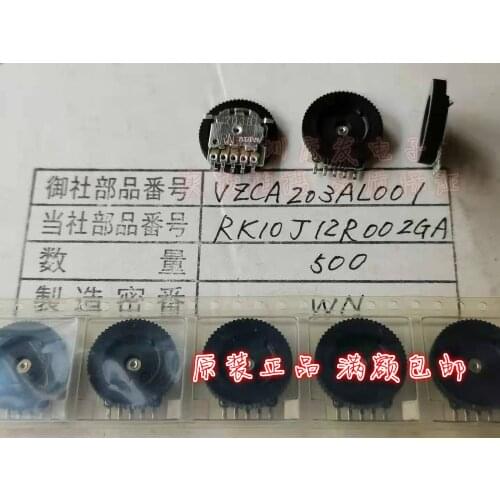 御社部品番号 VZCA203AL001
当社部品番号 RK10J12R002GA
数量 500
製造密番 WN
原装正品 满额包邮